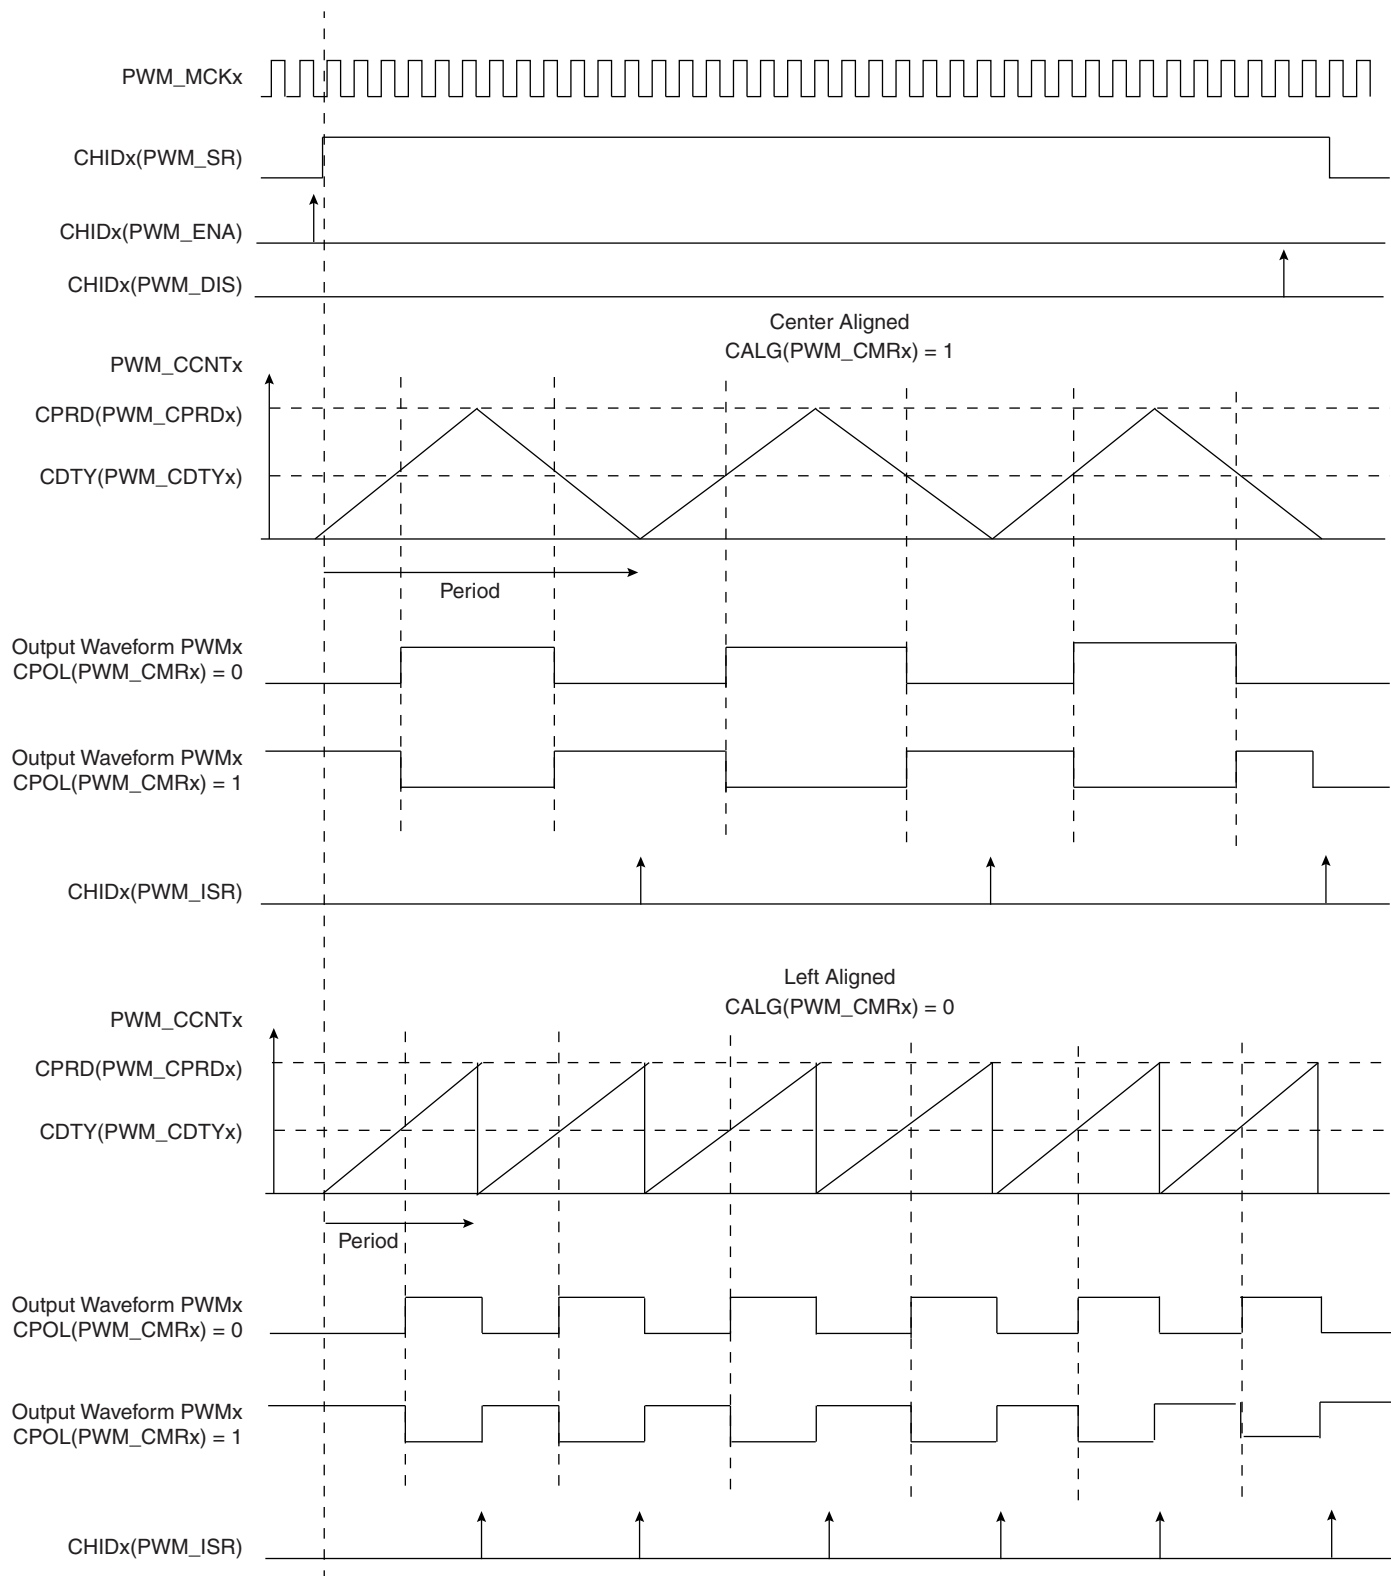 PWM_MCKx
CHIDx(PWM_SR)
CHIDx(PWM_ENA)
CHIDx(PWM_DIS)
Center Aligned
CALG(PWM_CMRx) = 1
PWM_CCNTx
CPRD(PWM_CPRDx)
CDTY(PWM_CDTYx)
Period
Output Waveform PWMx
CPOL(PWM_CMRx) = 0
Output Waveform PWMx
CPOL(PWM_CMRx) = 1
CHIDx(PWM_ISR)
Left Aligned
CALG(PWM_CMRx) = 0
PWM_CCNTx
CPRD(PWM_CPRDx)
CDTY(PWM_CDTYx)
Period
Output Waveform PWMx
CPOL(PWM_CMRx) = 0
Output Waveform PWMx
CPOL(PWM_CMRx) = 1
CHIDx(PWM_ISR)